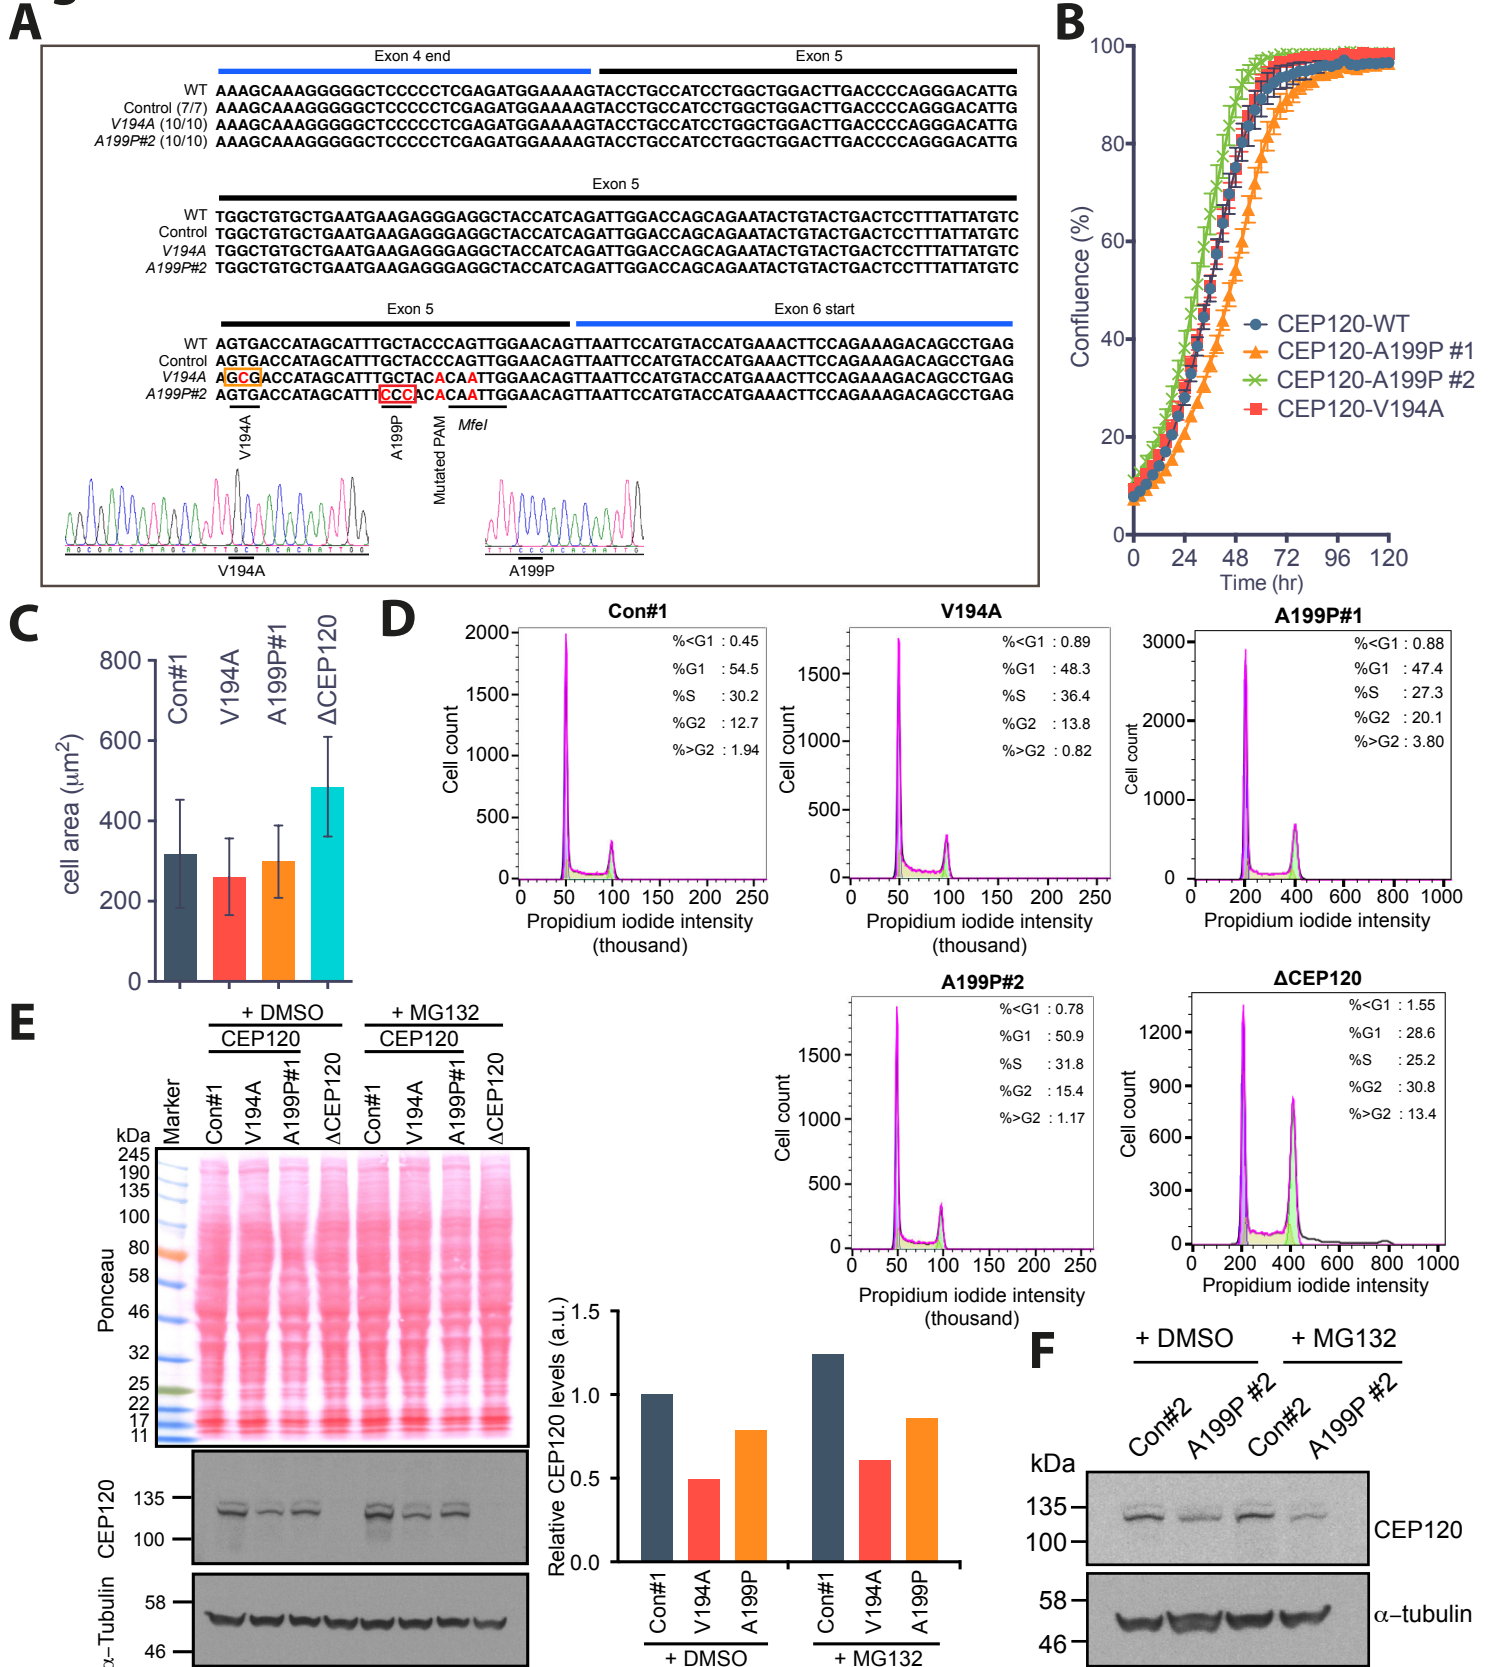 A
Exon 4 end Exon 5
WT AAAGCAAAGGGGGCTCCCCCTCGAGATGGAAAAGTACCTGCCATCCTGGCTGGACTTGACCCCAGGGACATTG
Control (7/7) AAAGCAAAGGGGGCTCCCCCTCGAGATGGAAAAGTACCTGCCATCCTGGCTGGACTTGACCCCAGGGACATTG
V194A (10/10) AAAGCAAAGGGGGCTCCCCCTCGAGATGGAAAAGTACCTGCCATCCTGGCTGGACTTGACCCCAGGGACATTG
A199P#2 (10/10) AAAGCAAAGGGGGCTCCCCCTCGAGATGGAAAAGTACCTGCCATCCTGGCTGGACTTGACCCCAGGGACATTG
Exon 5
WT TGGCTGTGCTGAATGAAGAGGGAGGCTACCATCAGATTGGACCAGCAGAATACTGTACTGACTCCTTTATTATGTC
Control TGGCTGTGCTGAATGAAGAGGGAGGCTACCATCAGATTGGACCAGCAGAATACTGTACTGACTCCTTTATTATGTC
V194A TGGCTGTGCTGAATGAAGAGGGAGGCTACCATCAGATTGGACCAGCAGAATACTGTACTGACTCCTTTATTATGTC
A199P#2 TGGCTGTGCTGAATGAAGAGGGAGGCTACCATCAGATTGGACCAGCAGAATACTGTACTGACTCCTTTATTATGTC
Exon 5 Exon 6 start
WT AGTGACCATAGCATTTGCTACCCAGTTGGAACAGTTAATTCCATGTACCATGAAACTTCCAGAAAGACAGCCTGAG
Control AGTGACCATAGCATTTGCTACCCAGTTGGAACAGTTAATTCCATGTACCATGAAACTTCCAGAAAGACAGCCTGAG
V194A AGCGACCATAGCATTTGCTACACAATTGGAACAGTTAATTCCATGTACCATGAAACTTCCAGAAAGACAGCCTGAG
A199P#2 AGTGACCATAGCATTTCCCACACAATTGGAACAGTTAATTCCATGTACCATGAAACTTCCAGAAAGACAGCCTGAG
V194A
A199P
Mutated PAM
MfeI
AGCGACCATAGCATTTGCTACACAATTGG
TTTCCCACACAATTG
V194A A199P
B
Confluence (%)
100
80
60
40
20
0
0 24 48 72 96 120
Time (hr)
CEP120-WT
CEP120-A199P #1
CEP120-A199P #2
CEP120-V194A
C
cell area (μm2)
800
600
400
200
0
Con#1
V194A
A199P#1
ΔCEP120
D
Con#1
Cell count
2000
1500
1000
500
0
%<G1 : 0.45
%G1 : 54.5
%S : 30.2
%G2 : 12.7
%>G2 : 1.94
0 50 100 150 200 250
Propidium iodide intensity
(thousand)
V194A
Cell count
1500
1000
500
0
%<G1 : 0.89
%G1 : 48.3
%S : 36.4
%G2 : 13.8
%>G2 : 0.82
0 50 100 150 200 250
Propidium iodide intensity
(thousand)
A199P#1
Cell count
3000
2000
1000
0
%<G1 : 0.88
%G1 : 47.4
%S : 27.3
%G2 : 20.1
%>G2 : 3.80
0 200 400 600 800 1000
Propidium iodide intensity
A199P#2
Cell count
1500
1000
500
0
%<G1 : 0.78
%G1 : 50.9
%S : 31.8
%G2 : 15.4
%>G2 : 1.17
0 50 100 150 200 250
Propidium iodide intensity
(thousand)
ΔCEP120
Cell count
1200
900
600
300
0
%<G1 : 1.55
%G1 : 28.6
%S : 25.2
%G2 : 30.8
%>G2 : 13.4
0 200 400 600 800 1000
Propidium iodide intensity
E
+ DMSO + MG132
CEP120 CEP120
Marker
Con#1
V194A
A199P#1
ΔCEP120
Con#1
V194A
A199P#1
ΔCEP120
kDa
245
190
135
100
80
58
46
32
25
22
17
11
Ponceau
CEP120
135
100
α-Tubulin
58
46
Relative CEP120 levels (a.u.)
1.5
1.0
0.5
0.0
Con#1
V194A
A199P
Con#1
V194A
A199P
+ DMSO + MG132
F
+ DMSO + MG132
Con#2
A199P #2
Con#2
A199P #2
kDa
135
100
CEP120
58
46
α-tubulin